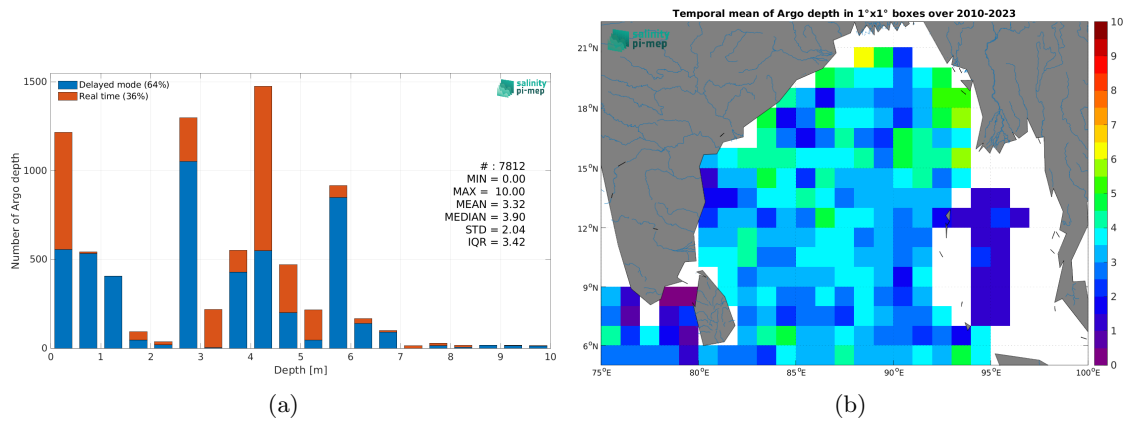 Temporal mean of Argo depth in 1°x1° boxes over 2010-2023
1500
1000
500
0
Number of Argo depth
Delayed mode (64%)
Real time (36%)
salinity
pi-mep
# : 7812
MIN = 0.00
MAX = 10.00
MEAN = 3.32
MEDIAN = 3.90
STD = 2.04
IQR = 3.42
0 1 2 3 4 5 6 7 8 9 10
Depth [m]
(a)
salinity
pi-mep
21°N
18°N
15°N
12°N
9°N
6°N
75°E 80°E 85°E 90°E 95°E 100°E
10
9
8
7
6
5
4
3
2
1
0
(b)